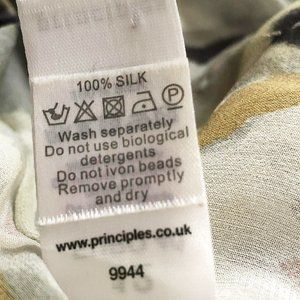 100% SILK
Wash separately
Do not use biological
detergents
Do not ivon beads
Remove promptly
and dry
www.principles.co.uk
9944